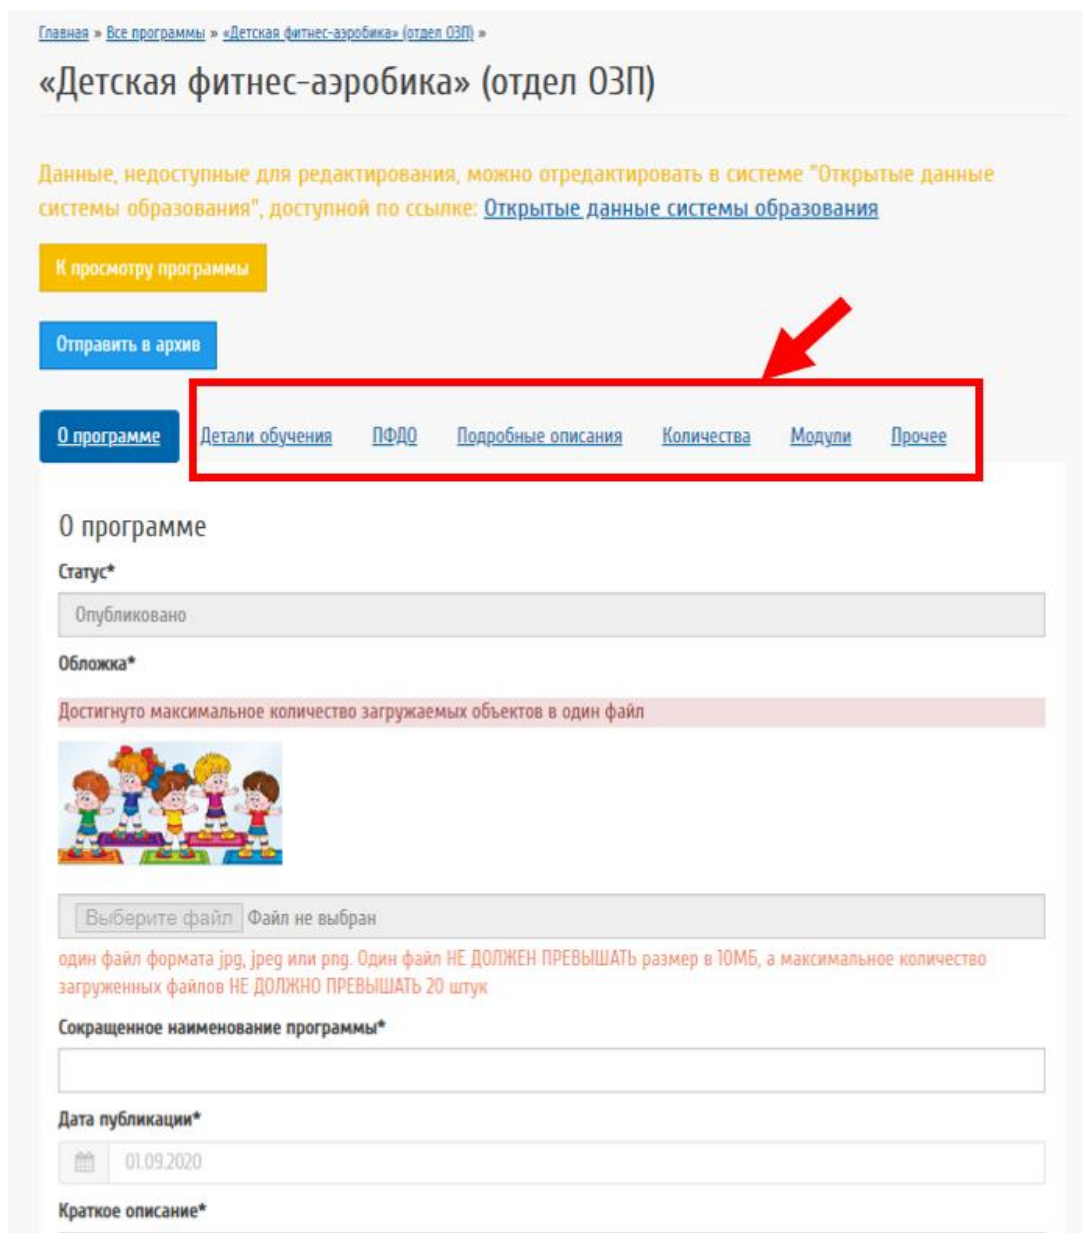 Главная » Все программы » «Детская фитнес-аэробика» (отдел ОЗП) »
«Детская фитнес-аэробика» (отдел ОЗП)
Данные, недоступные для редактирования, можно отредактировать в системе "Открытые данные
системы образования", доступной по ссылке: Открытые данные системы образования
К просмотру программы
Отправить в архив
О программе Детали обучения ПФДО Подробные описания Количества Модули Прочее
О программе
Статус*
Опубликовано
Обложка*
Достигнуто максимальное количество загружаемых объектов в один файл
Выберите файл Файл не выбран
один файл формата jpg, jpeg или png. Один файл НЕ ДОЛЖЕН ПРЕВЫШАТЬ размер в 10МБ, а максимальное количество
загруженных файлов НЕ ДОЛЖНО ПРЕВЫШАТЬ 20 штук
Сокращенное наименование программы*
Дата публикации*
01.09.2020
Краткое описание*